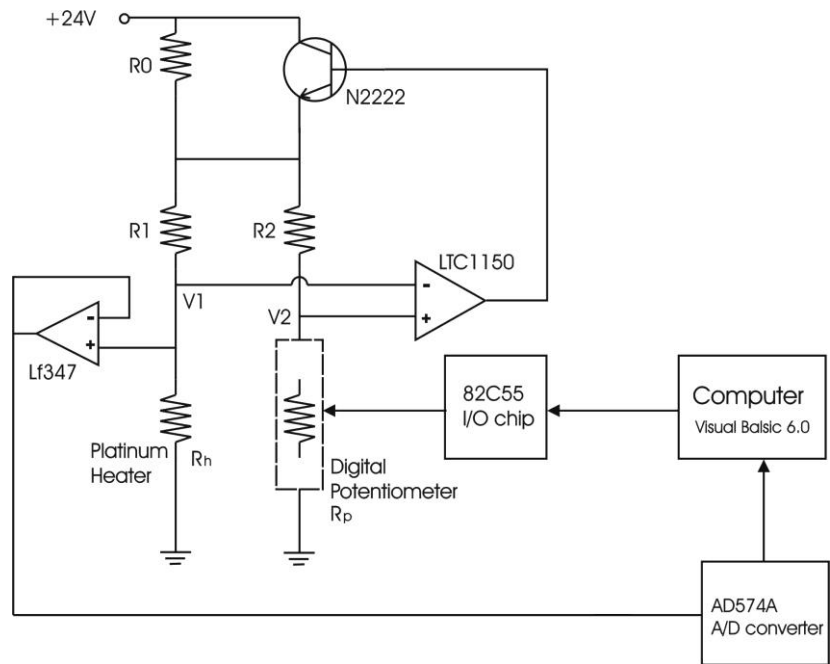 +24V
R0
N2222
R1
R2
LTC1150
-
+
V1
V2
-
+
Lf347
82C55
I/O chip
Computer
Visual Balsic 6.0
Platinum
Heater
Rh
Digital
Potentiometer
Rp
AD574A
A/D converter